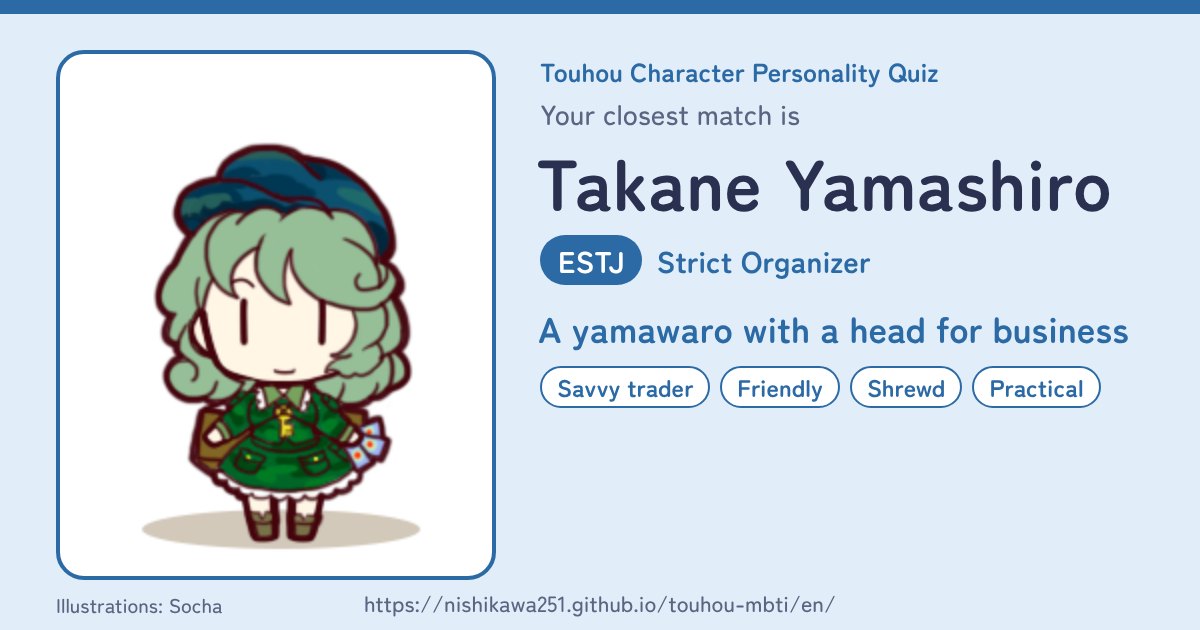 Touhou Character Personality Quiz
Your closest match is
Takane Yamashiro
ESTJ Strict Organizer
A yamawaro with a head for business
Savvy trader Friendly Shrewd Practical
Illustrations: Socha https://nishikawa251.github.io/touhou-mbti/en/